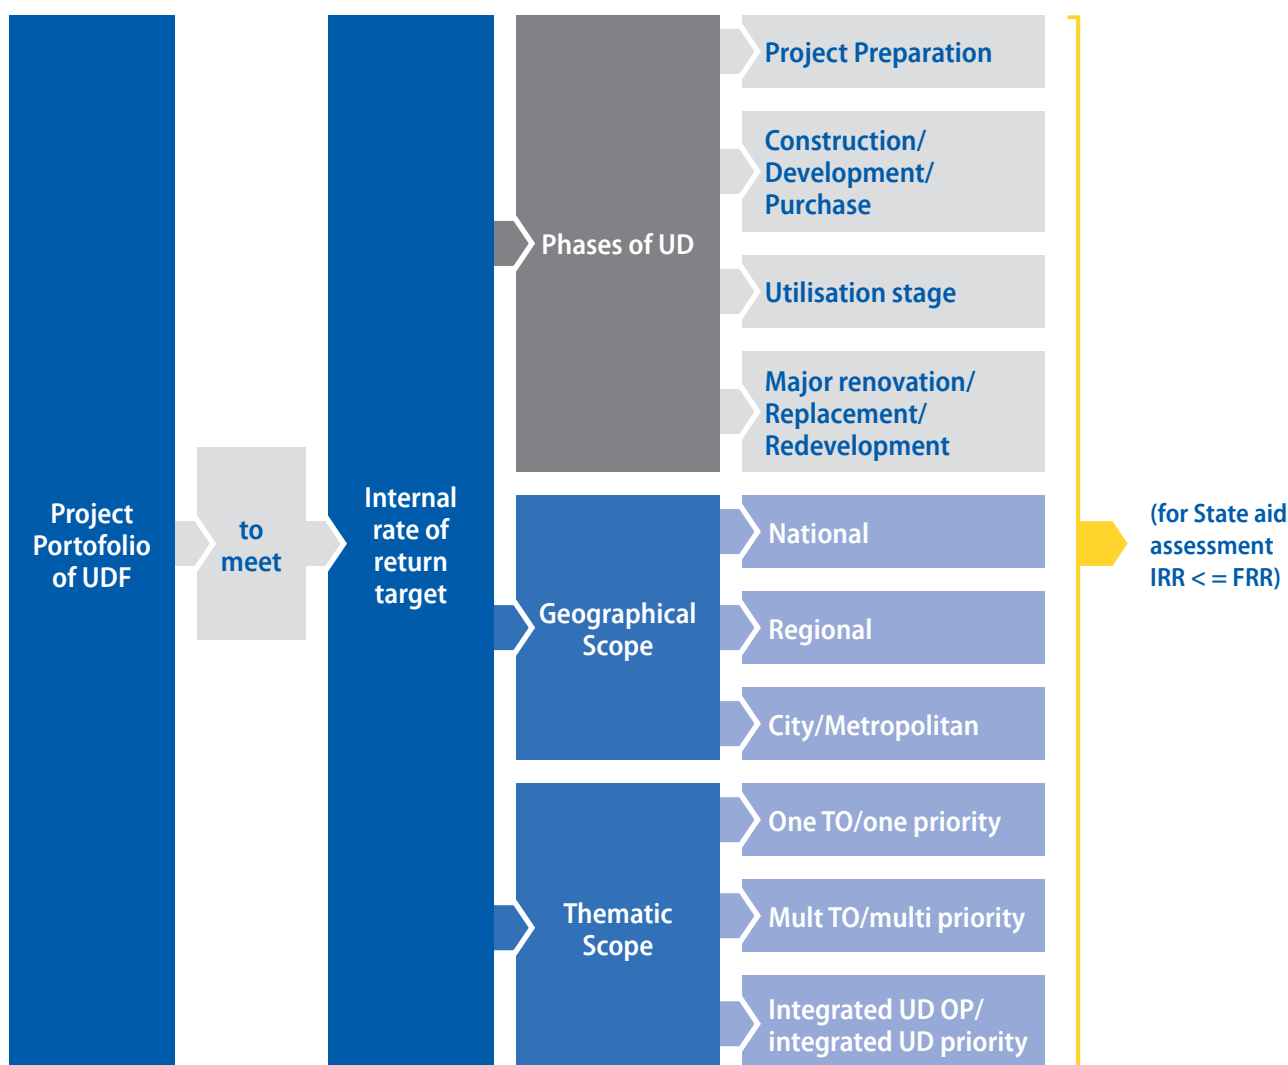 Project
Portofolio
of UDF
to
meet
Internal
rate of
return
target
Phases of UD
Project Preparation
Construction/
Development/
Purchase
Utilisation stage
Major renovation/
Replacement/
Redevelopment
Geographical
Scope
National
Regional
City/Metropolitan
Thematic
Scope
One TO/one priority
Mult TO/multi priority
Integrated UD OP/
integrated UD priority
(for State aid
assessment
IRR < = FRR)